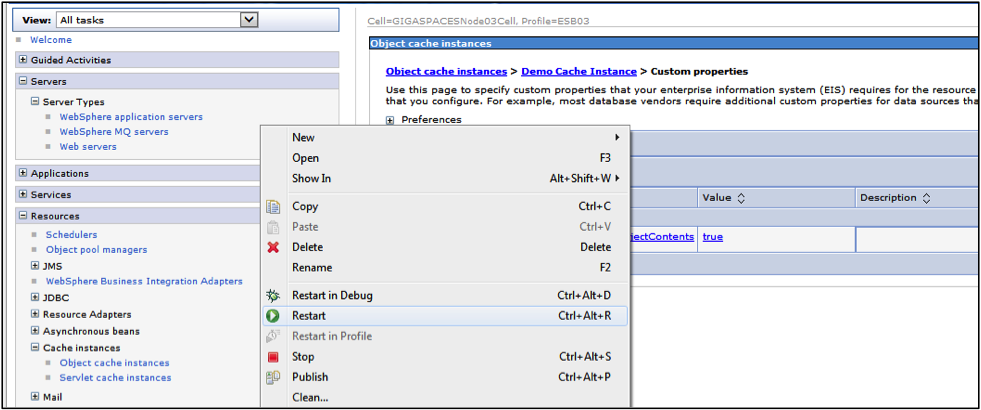 View: All tasks
Welcome
Guided Activities
Servers
Server Types
WebSphere application servers
WebSphere MQ servers
Web servers
Applications
Services
Resources
Schedulers
Object pool managers
JMS
WebSphere Business Integration Adapters
JDBC
Resource Adapters
Asynchronous beans
Cache instances
Object cache instances
Servlet cache instances
Mail
Cell=GIGASPACESNode03Cell, Profile=ESB03
Object cache instances
Object cache instances > Demo Cache Instance > Custom properties
Use this page to specify custom properties that your enterprise information system (EIS) requires for the resource
that you configure. For example, most database vendors require additional custom properties for data sources tha
Preferences
Value Description
jectContents true
New
Open F3
Show In Alt+Shift+W
Copy Ctrl+C
Paste Ctrl+V
Delete Delete
Rename F2
Restart in Debug Ctrl+Alt+D
Restart Ctrl+Alt+R
Restart in Profile
Stop Ctrl+Alt+S
Publish Ctrl+Alt+P
Clean...